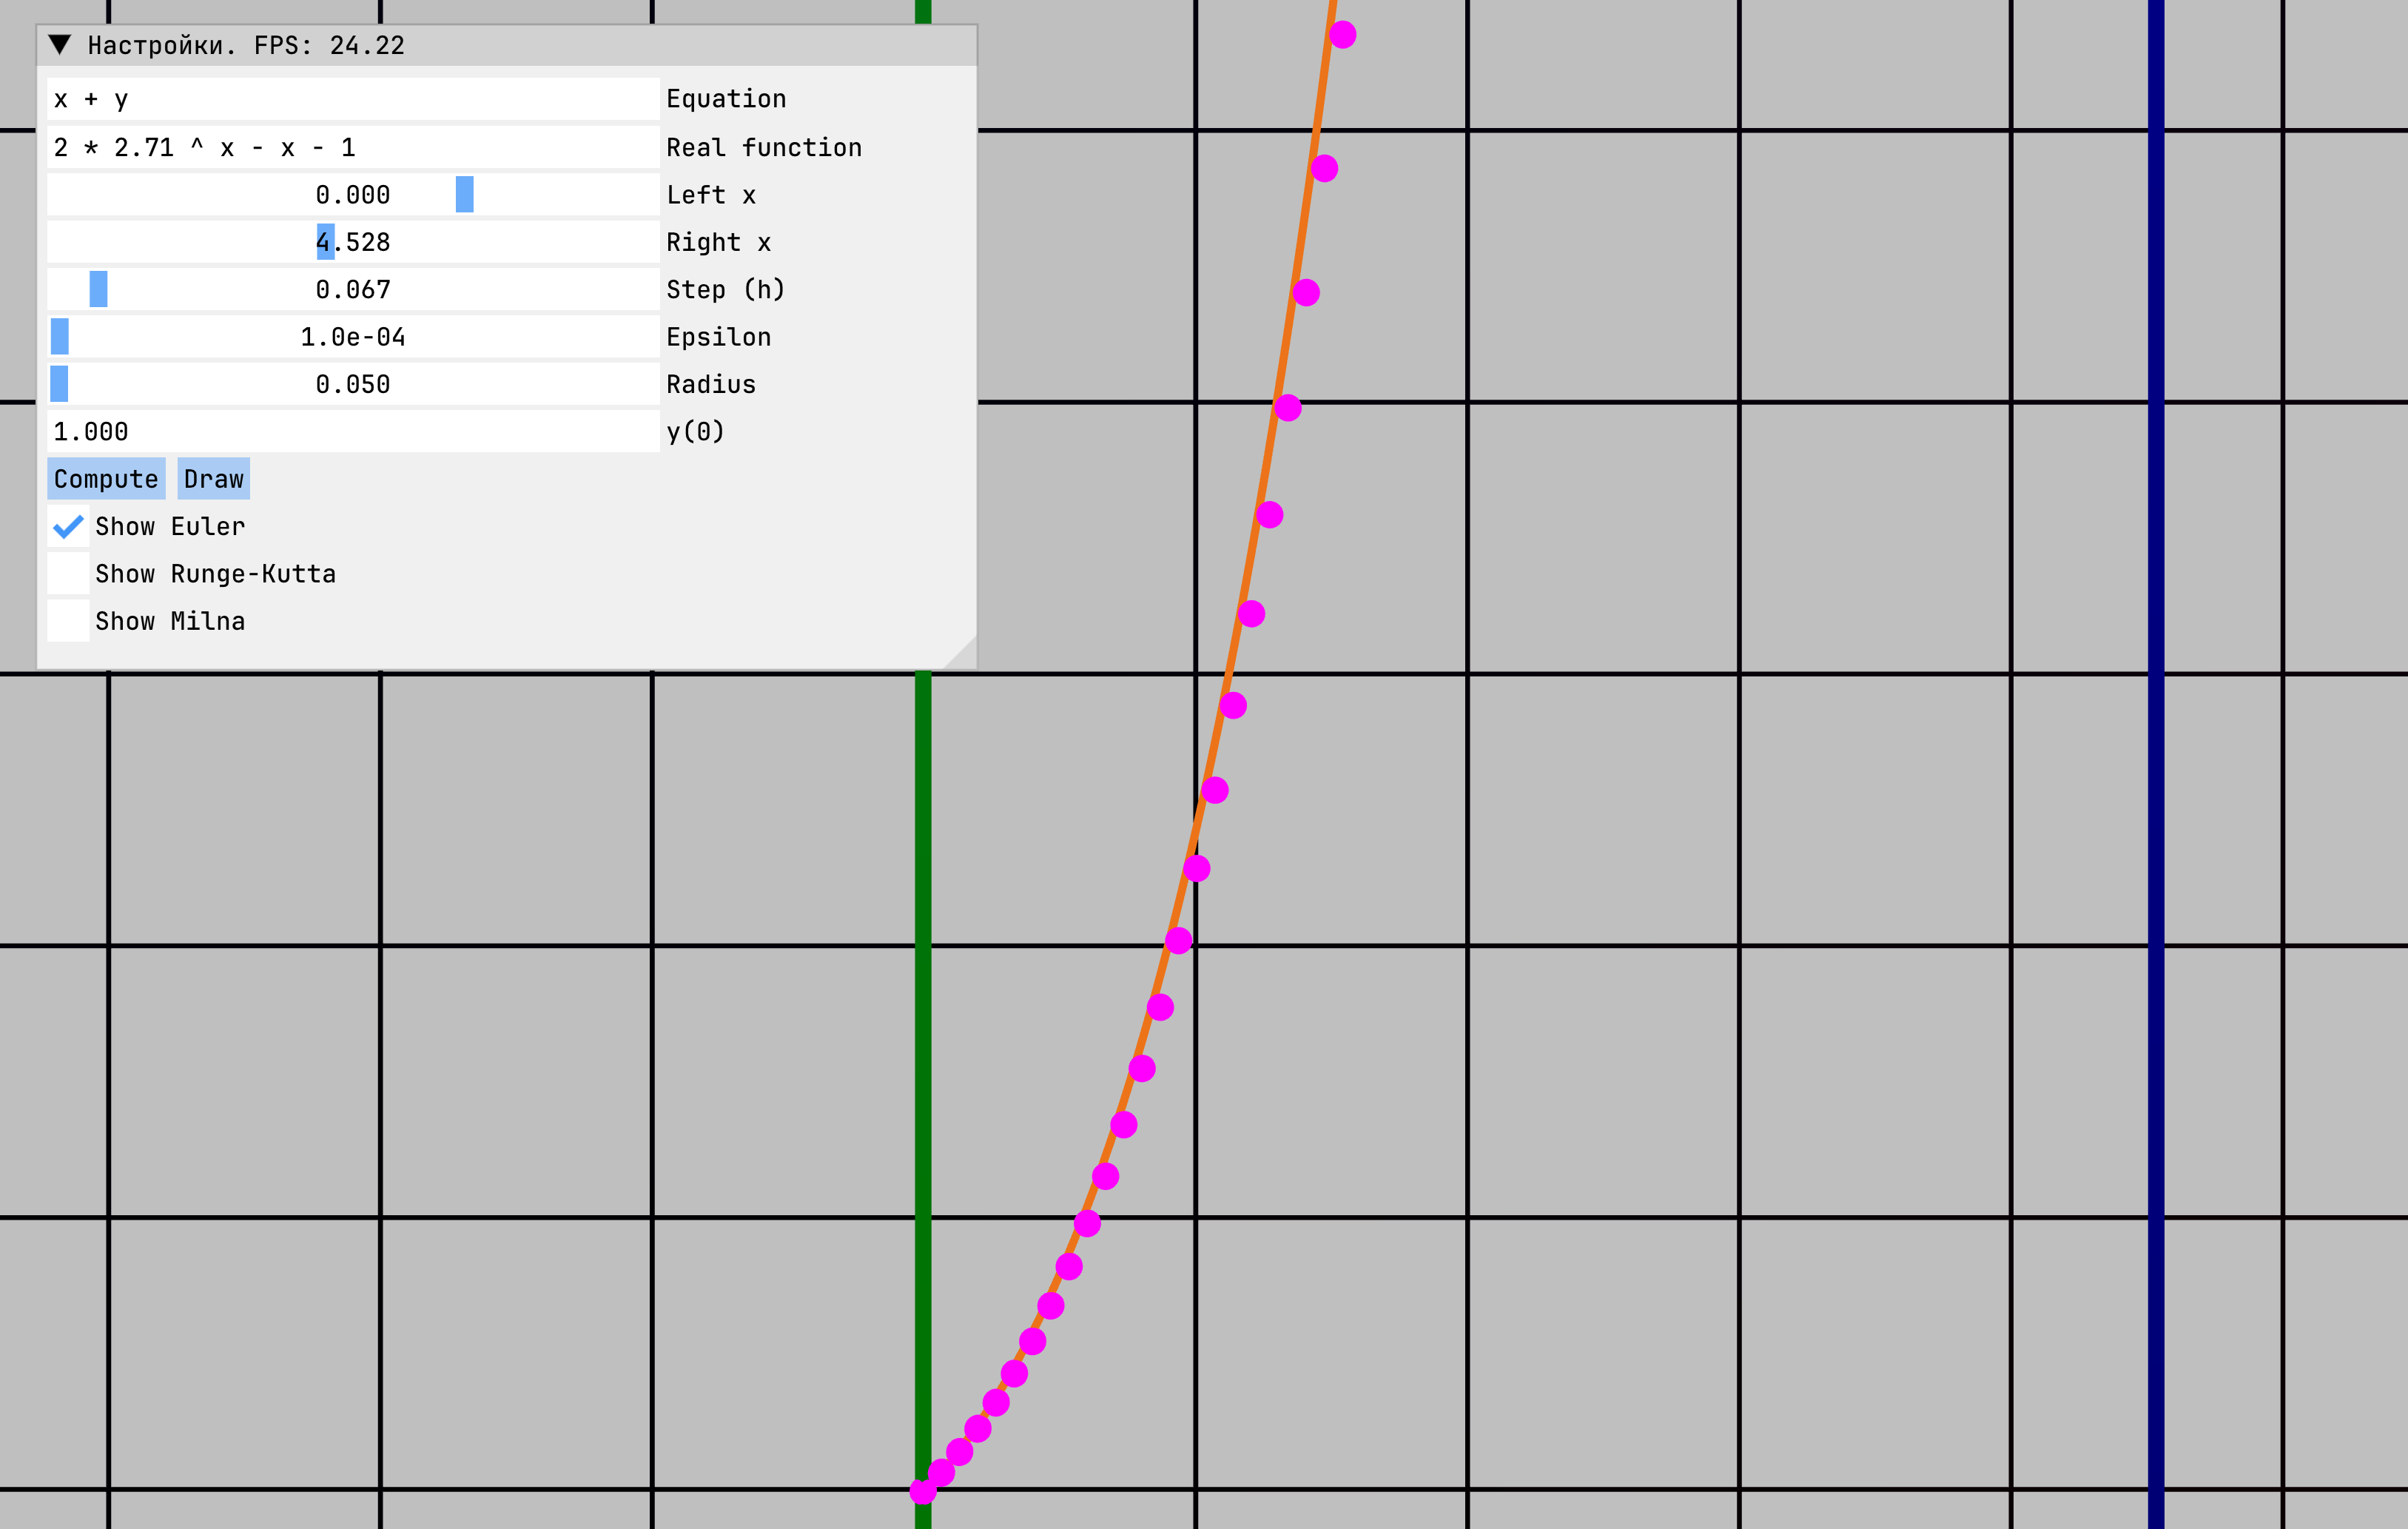 Настройки. FPS: 24.22
x + y Equation
2 * 2.71 ^ x - x - 1 Real function
0.000 Left x
4.528 Right x
0.067 Step (h)
1.0e-04 Epsilon
0.050 Radius
1.000 y(0)
Compute Draw
Show Euler
Show Runge-Kutta
Show Milna